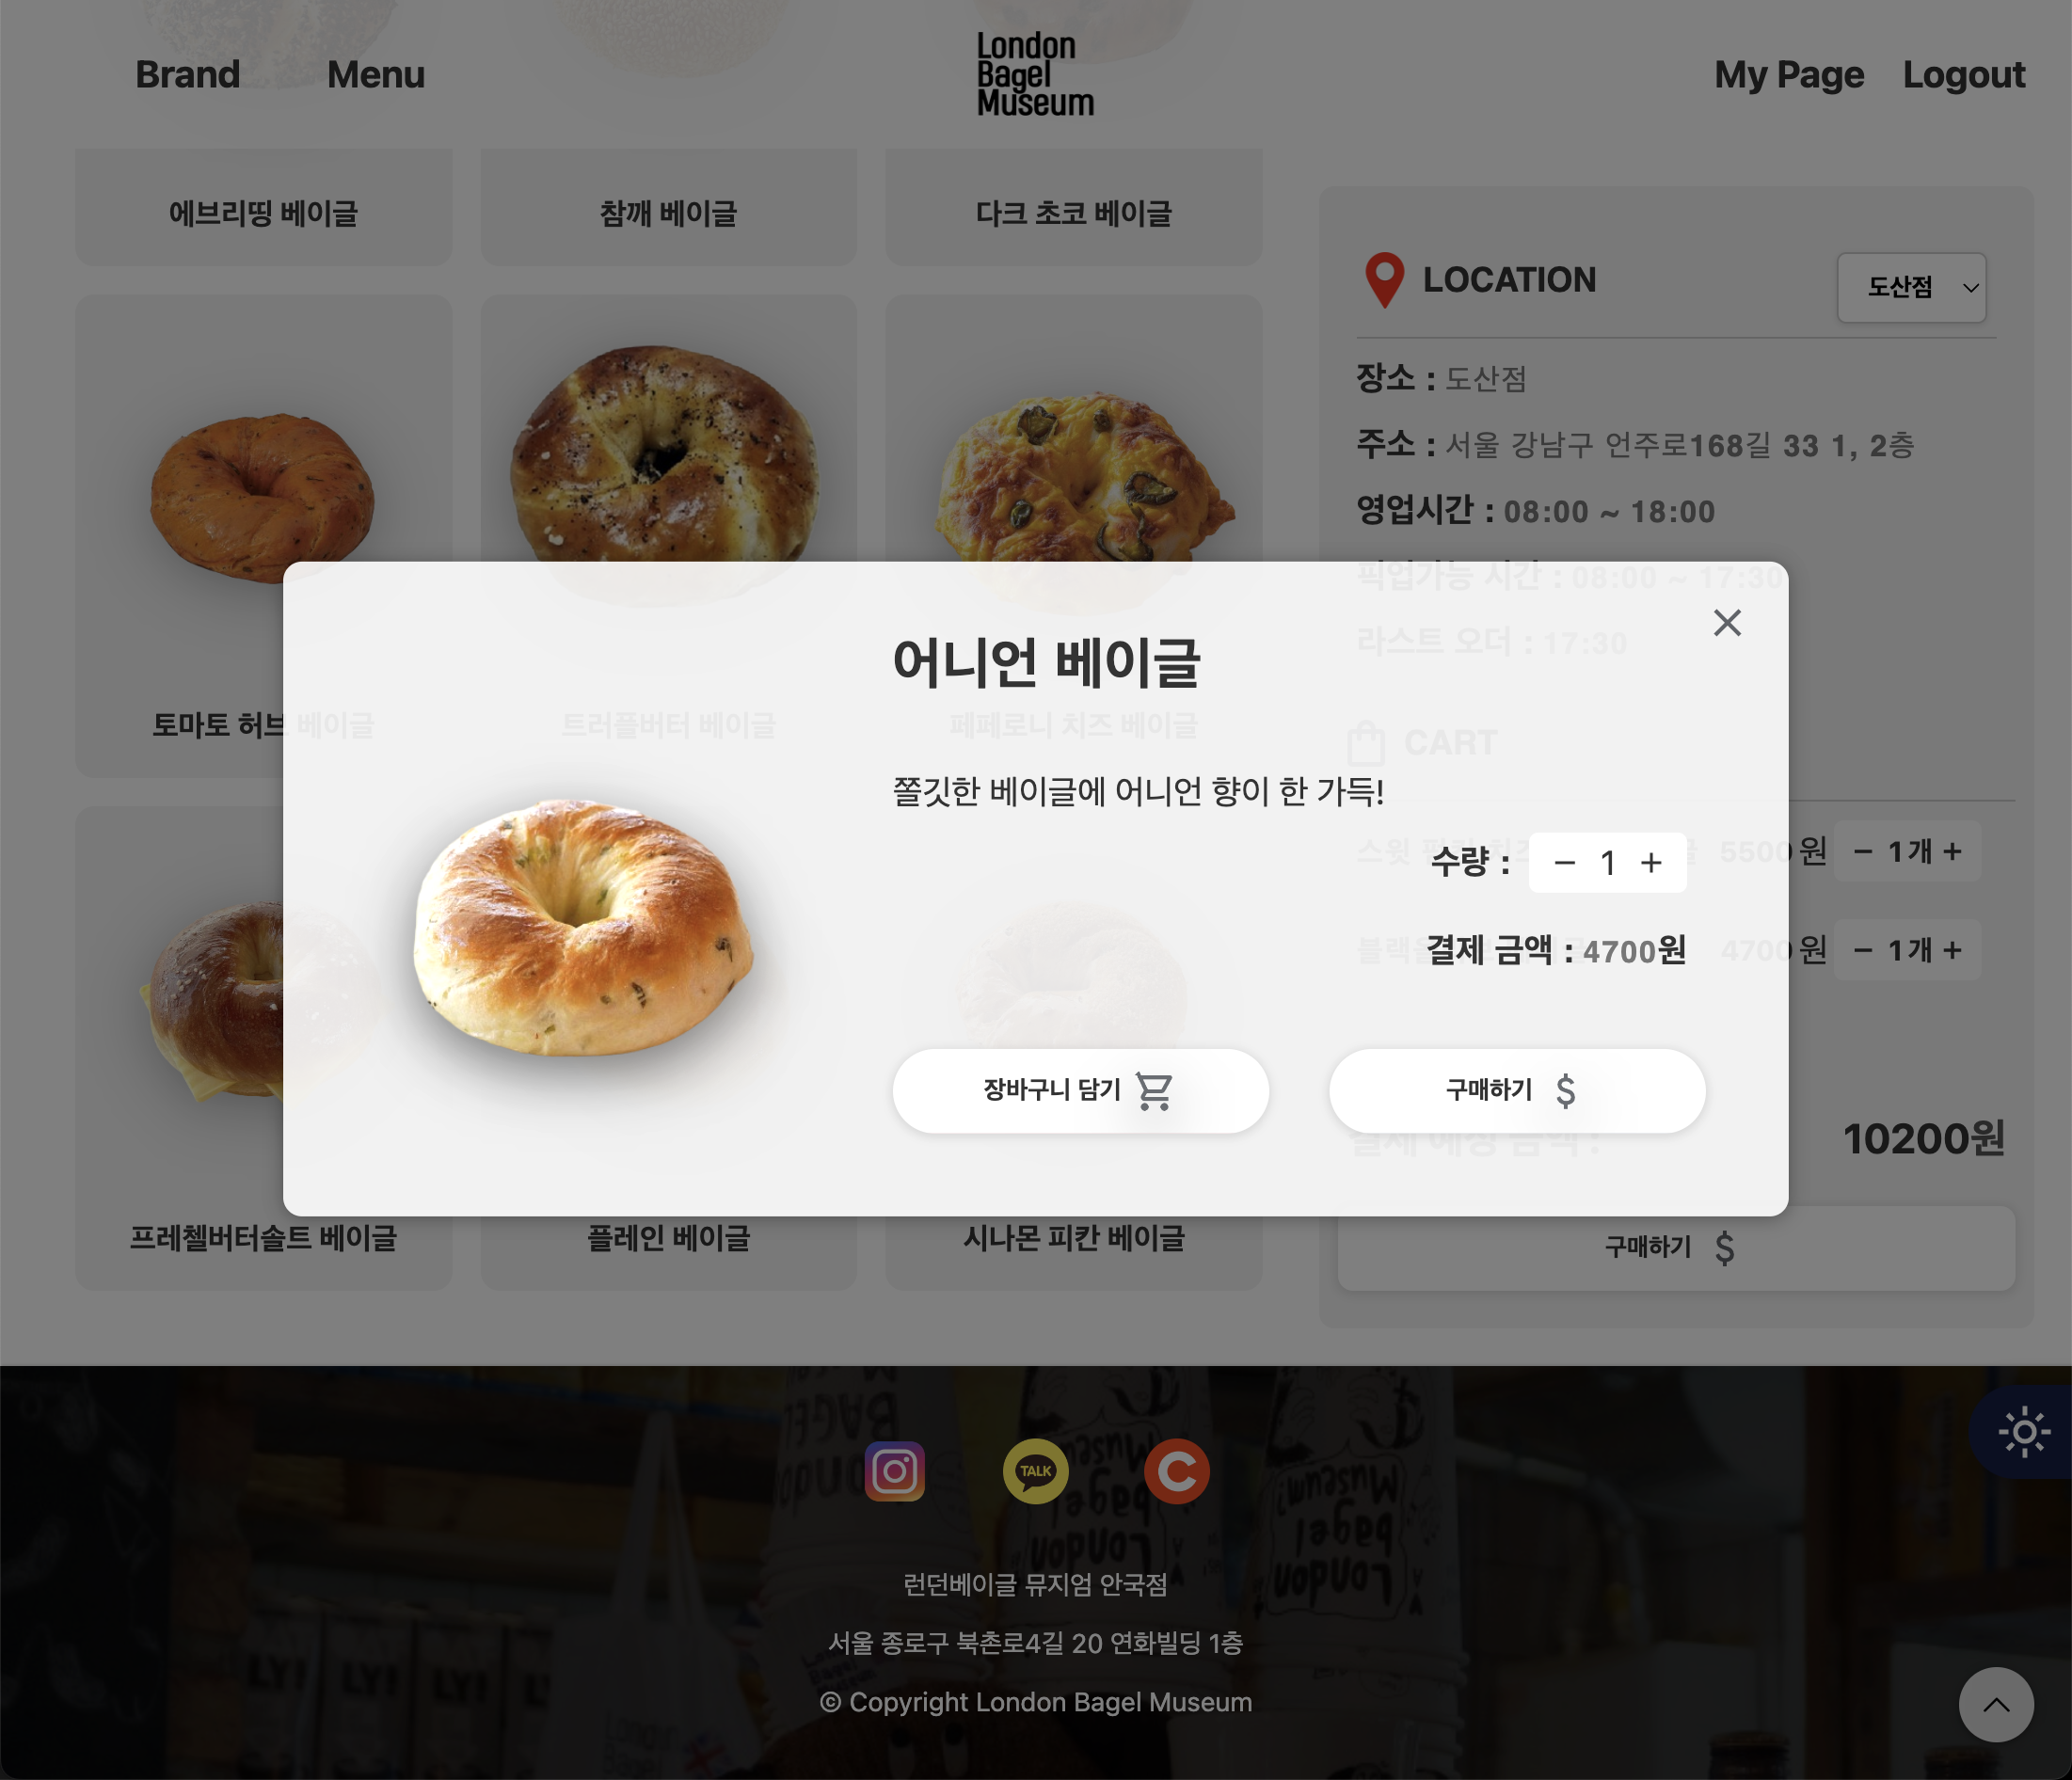 Brand
Menu
London
Bagel
Museum
My Page
Logout
에브리띵 베이글
참깨 베이글
다크 초코 베이글
LOCATION
도산점
장소 : 도산점
주소 : 서울 강남구 언주로168길 33 1, 2층
영업시간 : 08:00 ~ 18:00
픽업가능 시간 : 08:00 ~ 17:30
라스트 오더 : 17:30
토마토 허브 베이글
트러플버터 베이글
페페로니 치즈 베이글
어니언 베이글
쫄깃한 베이글에 어니언 향이 한 가득!
수량 : − 1 +
결제 금액 : 4700원
장바구니 담기
구매하기 $
CART
5500원 − 1개 +
4700원 − 1개 +
결제 예상 금액 : 10200원
구매하기 $
프레첼버터솔트 베이글
플레인 베이글
시나몬 피칸 베이글
TALK
London
bagel
Museum
London
bagel
Museum
LY!
LY!
LY!
런던베이글 뮤지엄 안국점
서울 종로구 북촌로4길 20 연화빌딩 1층
© Copyright London Bagel Museum